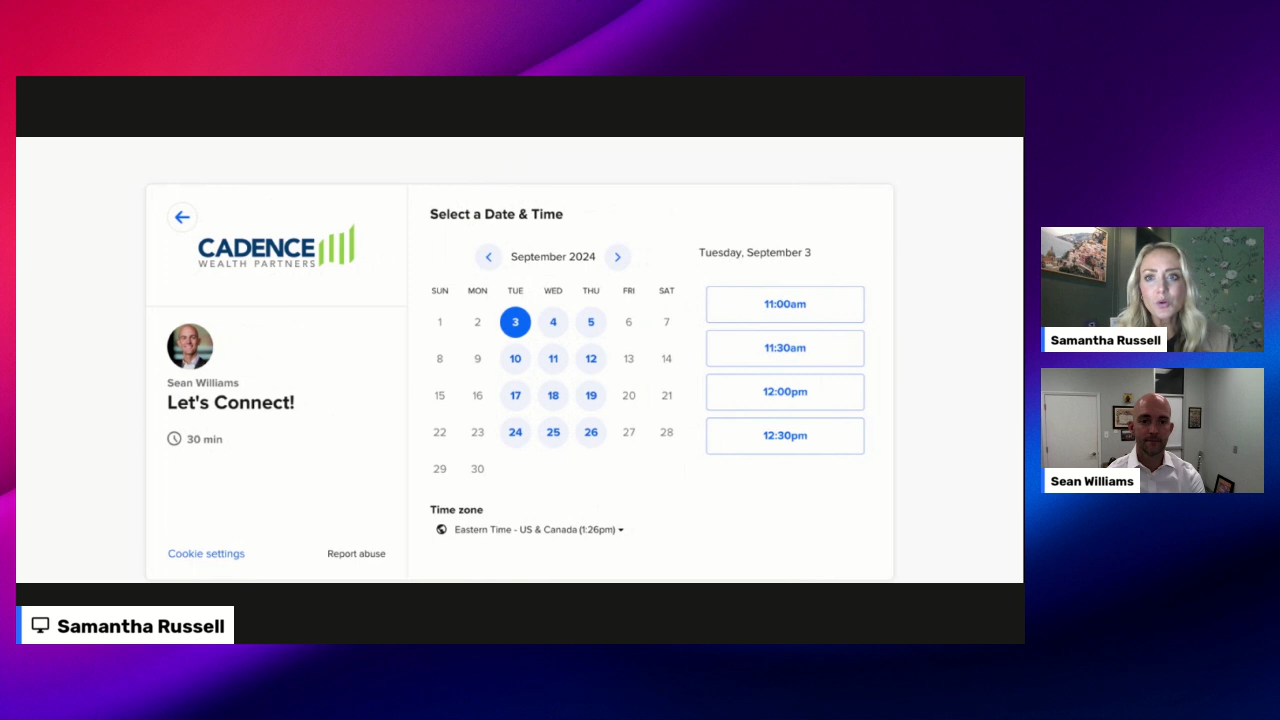 CADENCE
WEALTH PARTNERS
Sean Williams
Let's Connect!
30 min
Cookie settings
Report abuse
Select a Date & Time
September 2024
SUN MON TUE WED THU FRI SAT
1 2 3 4 5 6 7
8 9 10 11 12 13 14
15 16 17 18 19 20 21
22 23 24 25 26 27 28
29 30
Time zone
Eastern Time - US & Canada (1:26pm)
Tuesday, September 3
11:00am
11:30am
12:00pm
12:30pm
Samantha Russell
Sean Williams
Samantha Russell